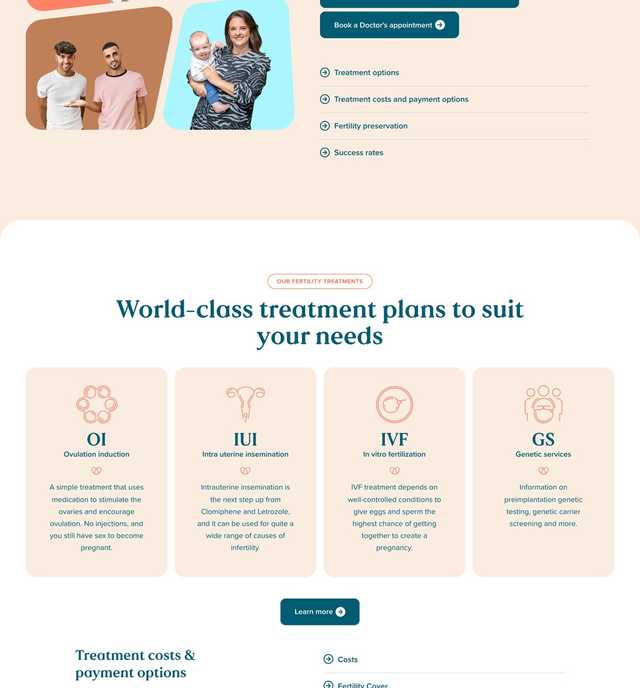 Book a Doctor's appointment
Treatment options
Treatment costs and payment options
Fertility preservation
Success rates
OUR FERTILITY TREATMENTS
World-class treatment plans to suit
your needs
OI
Ovulation induction
A simple treatment that uses
medication to stimulate the
ovaries and encourage
ovulation. No injections, and
you still have sex to become
pregnant.
IUI
Intra uterine insemination
Intrauterine insemination is
the next step up from
Clomiphene and Letrozole,
and it can be used for quite a
wide range of causes of
infertility.
IVF
In vitro fertilization
IVF treatment depends on
well-controlled conditions to
give eggs and sperm the
highest chance of getting
together to create a
pregnancy.
GS
Genetic services
Information on
preimplantation genetic
testing, genetic carrier
screening and more.
Learn more
Treatment costs &
payment options
Costs
Fertility Cover